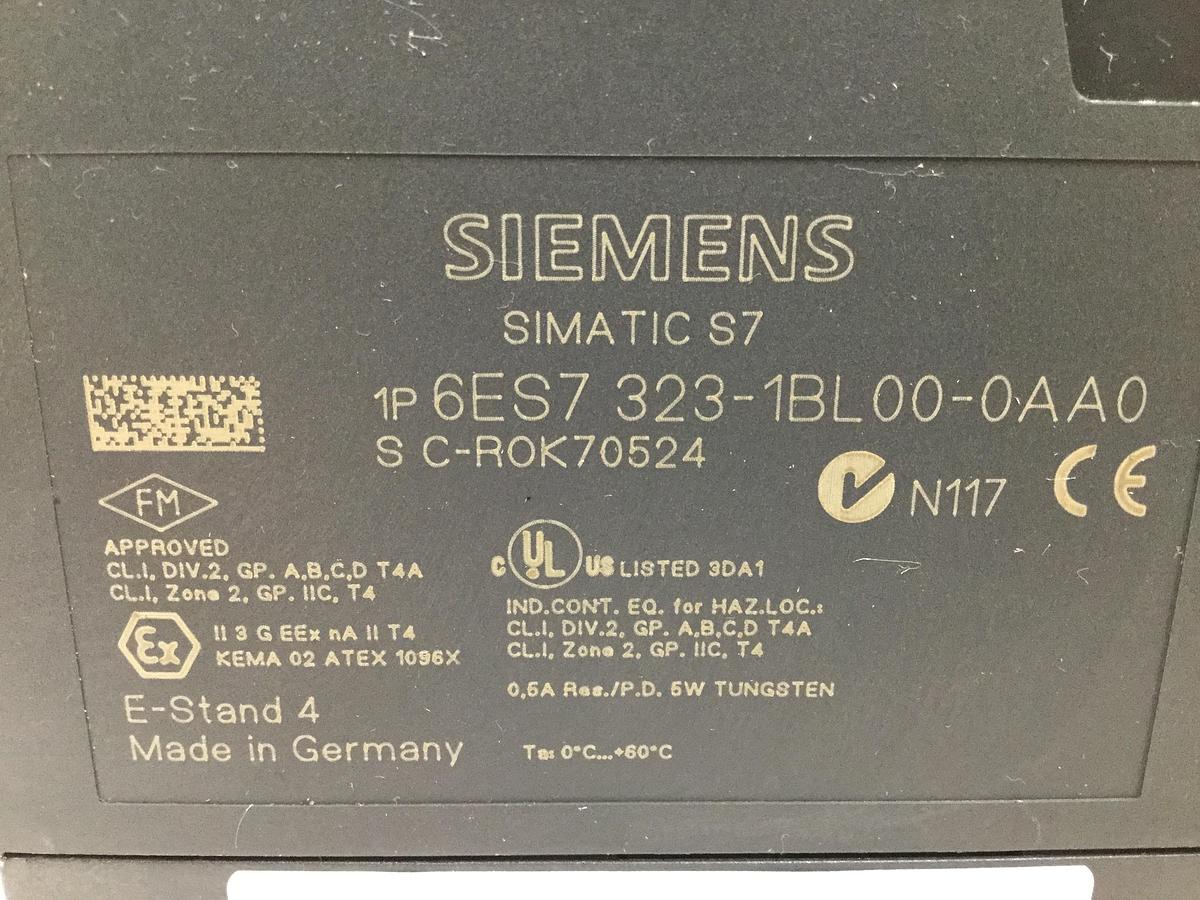 SIEMENS
SIMATIC S7
1P 6ES7 323-1BL00-0AA0
S C-R0K70524
N117 CE
FM
APPROVED
CL.I, DIV.2, GP. A,B,C,D T4A
CL.I, Zone 2, GP. IIC, T4
Ex II 3 G EEx nA II T4
KEMA 02 ATEX 1096X
E-Stand 4
Made in Germany
C UL US LISTED 3DA1
IND.CONT. EQ. for HAZ.LOC.:
CL.I, DIV.2, GP. A,B,C,D T4A
CL.I, Zone 2, GP. IIC, T4
0,5A Res./P.D. 5W TUNGSTEN
Ta: 0°C...+60°C